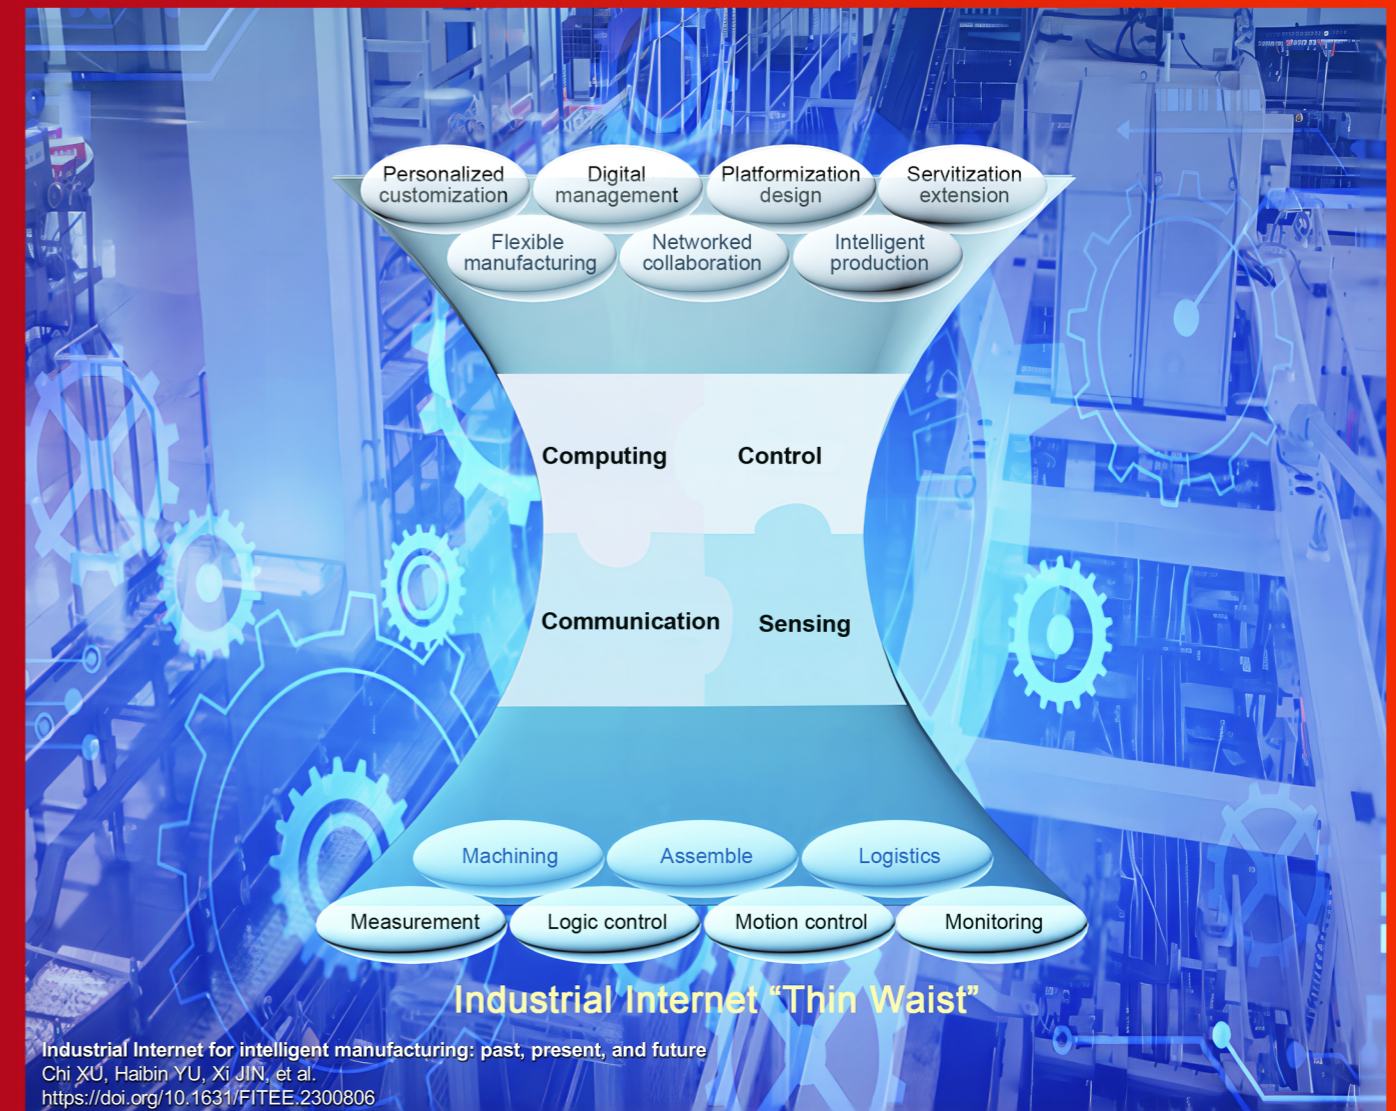 Personalized
customization
Digital
management
Platformization
design
Servitization
extension
Flexible
manufacturing
Networked
collaboration
Intelligent
production
Computing
Control
Communication
Sensing
Machining
Assemble
Logistics
Measurement
Logic control
Motion control
Monitoring
Industrial Internet “Thin Waist”
Industrial Internet for intelligent manufacturing: past, present, and future
Chi XU, Haibin YU, Xi JIN, et al.
https://doi.org/10.1631/FITEE.2300806